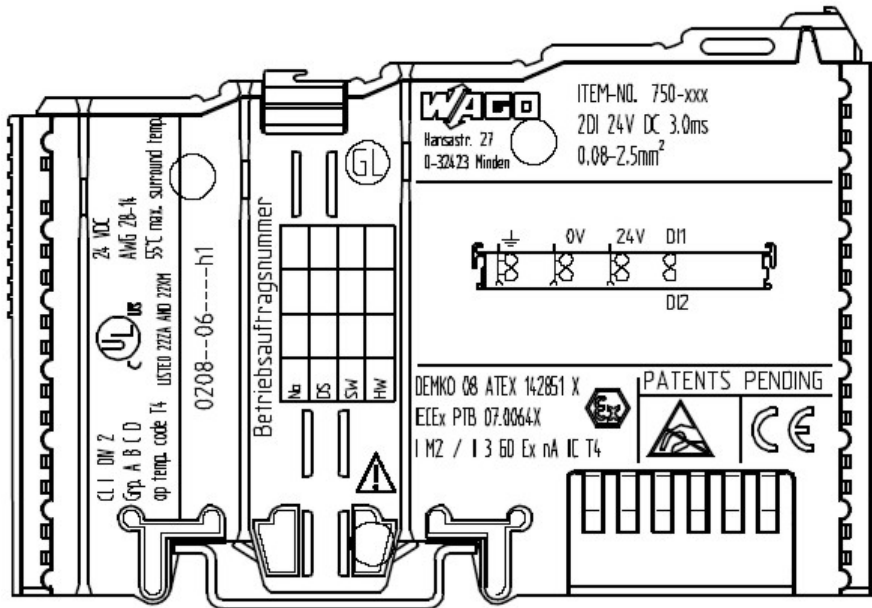 24 VDC
AWG 28-14
55°C max. surround temp.
UL
C US
LISTED 22ZA AND 22XM
CL I DIV 2
Grp. A B C D
op temp. code T4
0208--06----h1
Betriebsauftragsnummer
GL
No
DS
SW
HW
WAGO
Hansastr. 27
D-32423 Minden
ITEM-NO. 750-xxx
2DI 24V DC 3.0ms
0.08-2.5mm²
0V 24V DI1
DI2
DEMKO 08 ATEX 142851 X
IECEx PTB 07.0064X
I M2 / II 3 GD Ex nA IIC T4
Ex
PATENTS PENDING
CE